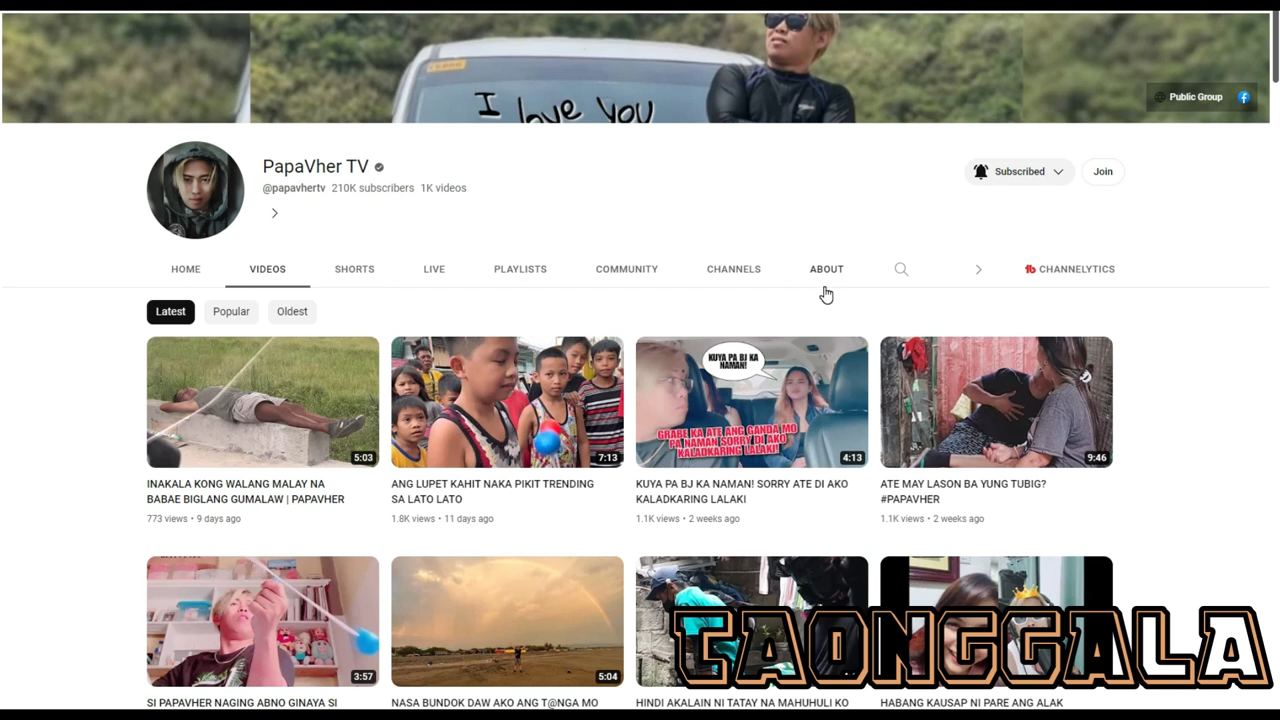 I love you
Public Group
PapaVher TV
@papavhertv 210K subscribers 1K videos
Subscribed
Join
HOME VIDEOS SHORTS LIVE PLAYLISTS COMMUNITY CHANNELS ABOUT CHANNELYTICS
Latest Popular Oldest
5:03
7:13
KUYA PA BJ KA
NAMAN!
GRABE KA ATE ANG GANDA MO
PA NAMAN SORRY DI AKO
KALADKARING LALAKI!
4:13
9:46
INAKALA KONG WALANG MALAY NA
BABAE BIGLANG GUMALAW | PAPAVHER
773 views • 9 days ago
ANG LUPET KAHIT NAKA PIKIT TRENDING
SA LATO LATO
1.8K views • 11 days ago
KUYA PA BJ KA NAMAN! SORRY ATE DI AKO
KALADKARING LALAKI
1.1K views • 2 weeks ago
ATE MAY LASON BA YUNG TUBIG?
#PAPAVHER
1.1K views • 2 weeks ago
3:57
5:04
TAONGGALA
SI PAPAVHER NAGING ABNO GINAYA SI
NASA BUNDOK DAW AKO ANG T@NGA MO
HINDI AKALAIN NI TATAY NA MAHUHULI KO
HABANG KAUSAP NI PARE ANG ALAK